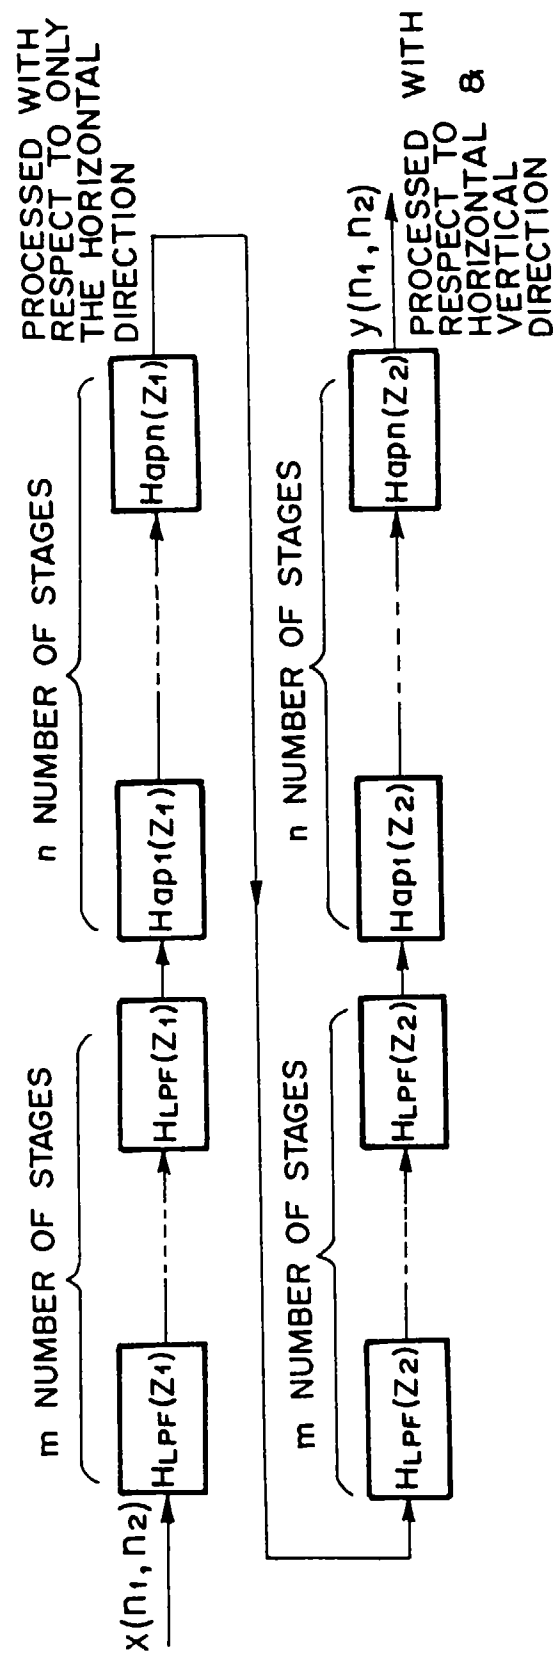 m NUMBER OF STAGES
n NUMBER OF STAGES
PROCESSED WITH
RESPECT TO ONLY
THE HORIZONTAL
DIRECTION
x(n1, n2)
HLPF(Z1)
HLPF(Z1)
Hap1(Z1)
Hapn(Z1)
m NUMBER OF STAGES
n NUMBER OF STAGES
HLPF(Z2)
HLPF(Z2)
Hap1(Z2)
Hapn(Z2)
y(n1, n2)
PROCESSED WITH
RESPECT TO
HORIZONTAL &
VERTICAL
DIRECTION